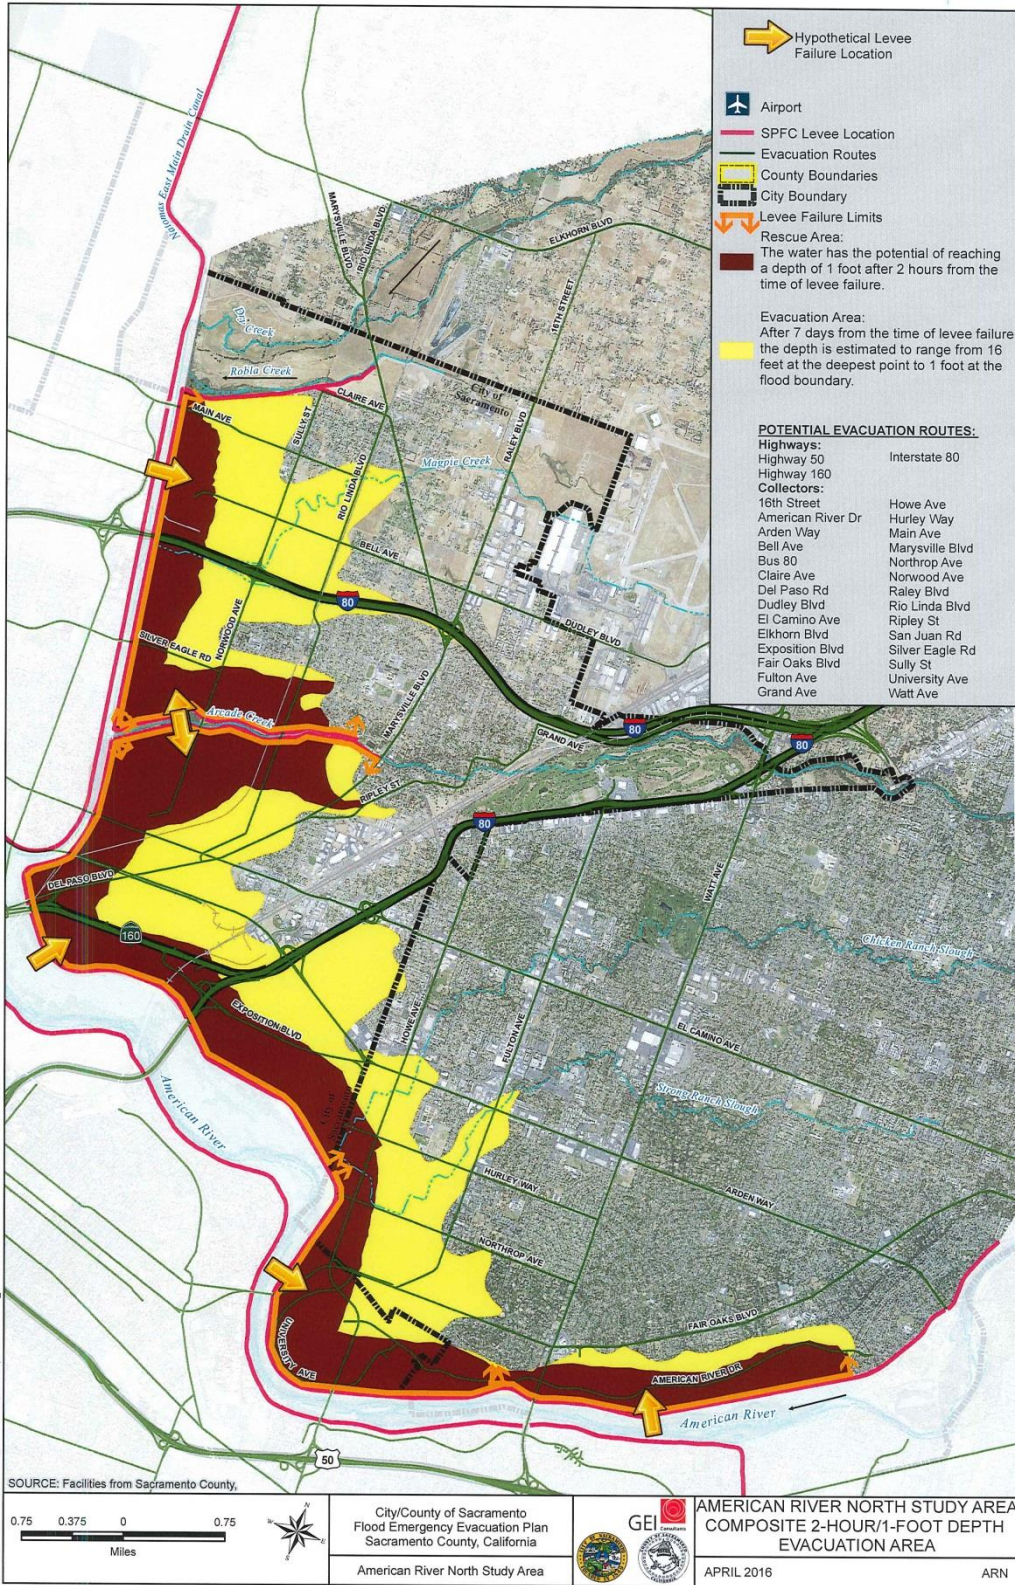 Hypothetical Levee
Failure Location
Airport
SPFC Levee Location
Evacuation Routes
County Boundaries
City Boundary
Levee Failure Limits
Rescue Area:
The water has the potential of reaching
a depth of 1 foot after 2 hours from the
time of levee failure.
Evacuation Area:
After 7 days from the time of levee failure
the depth is estimated to range from 16
feet at the deepest point to 1 foot at the
flood boundary.
POTENTIAL EVACUATION ROUTES:
Highways:
Highway 50
Highway 160
Interstate 80
Collectors:
16th Street
American River Dr
Arden Way
Bell Ave
Bus 80
Claire Ave
Del Paso Rd
Dudley Blvd
El Camino Ave
Elkhorn Blvd
Exposition Blvd
Fair Oaks Blvd
Fulton Ave
Grand Ave
Howe Ave
Hurley Way
Main Ave
Marysville Blvd
Northrop Ave
Norwood Ave
Raley Blvd
Rio Linda Blvd
Ripley St
San Juan Rd
Silver Eagle Rd
Sully St
University Ave
Watt Ave
Natomas East Main Drain Canal
MARYSVILLE BLVD
RIO LINDA BLVD
ELKHORN BLVD
16TH STREET
Dry
Creek
Robla Creek
City of
Sacramento
CLAIRE AVE
MAIN AVE
SULLY ST
RALEY BLVD
Magpie Creek
RIO LINDA BLVD
BELL AVE
80
NORWOOD AVE
DUDLEY BLVD
SILVER EAGLE RD
MARYSVILLE BLVD
Arcade Creek
GRAND AVE
80
80
RIPLEY ST
80
DEL PASO BLVD
WATT AVE
160
Chicken Ranch Slough
EXPOSITION BLVD
HOWE AVE
FULTON AVE
EL CAMINO AVE
American River
City of
Sacramento
Strong Ranch Slough
HURLEY WAY
ARDEN WAY
NORTHROP AVE
UNIVERSITY AVE
FAIR OAKS BLVD
AMERICAN RIVER DR
American River
50
SOURCE: Facilities from Sacramento County,
0.75 0.375 0 0.75
Miles
N
W
E
S
City/County of Sacramento
Flood Emergency Evacuation Plan
Sacramento County, California
American River North Study Area
GEI
Consultants
AMERICAN RIVER NORTH STUDY AREA
COMPOSITE 2-HOUR/1-FOOT DEPTH
EVACUATION AREA
APRIL 2016
ARN